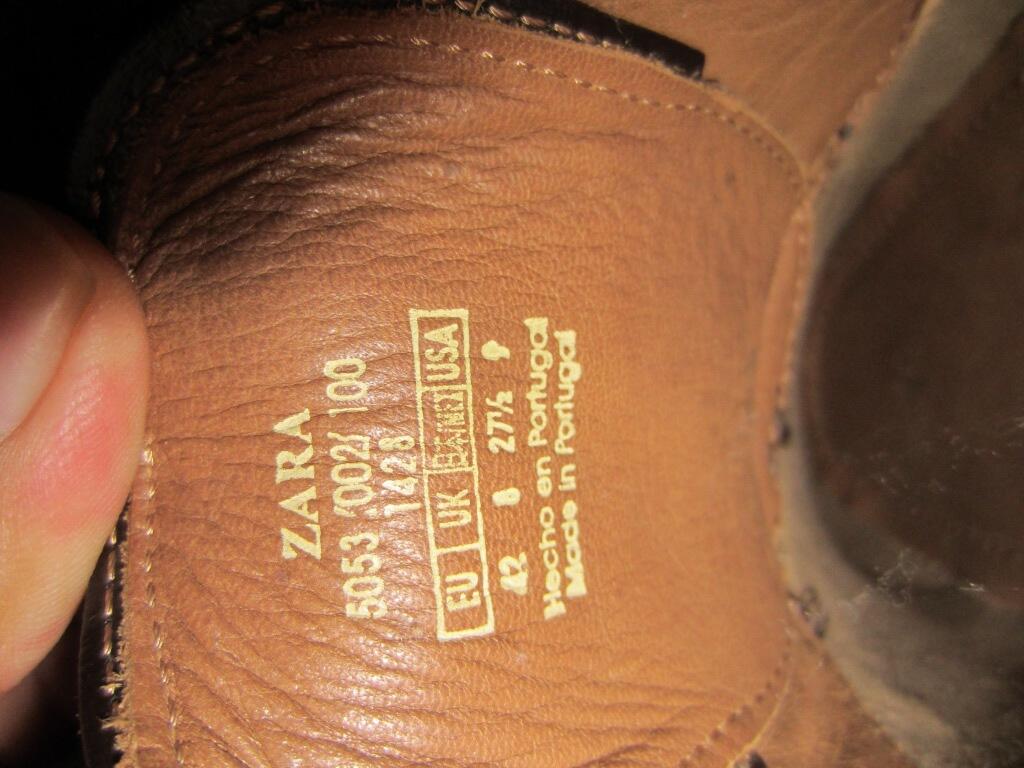 ZARA
5053 /002/ 100
1428
EU UK USA
42 8 27½ 9
Hecho en Portugal
Made in Portugal